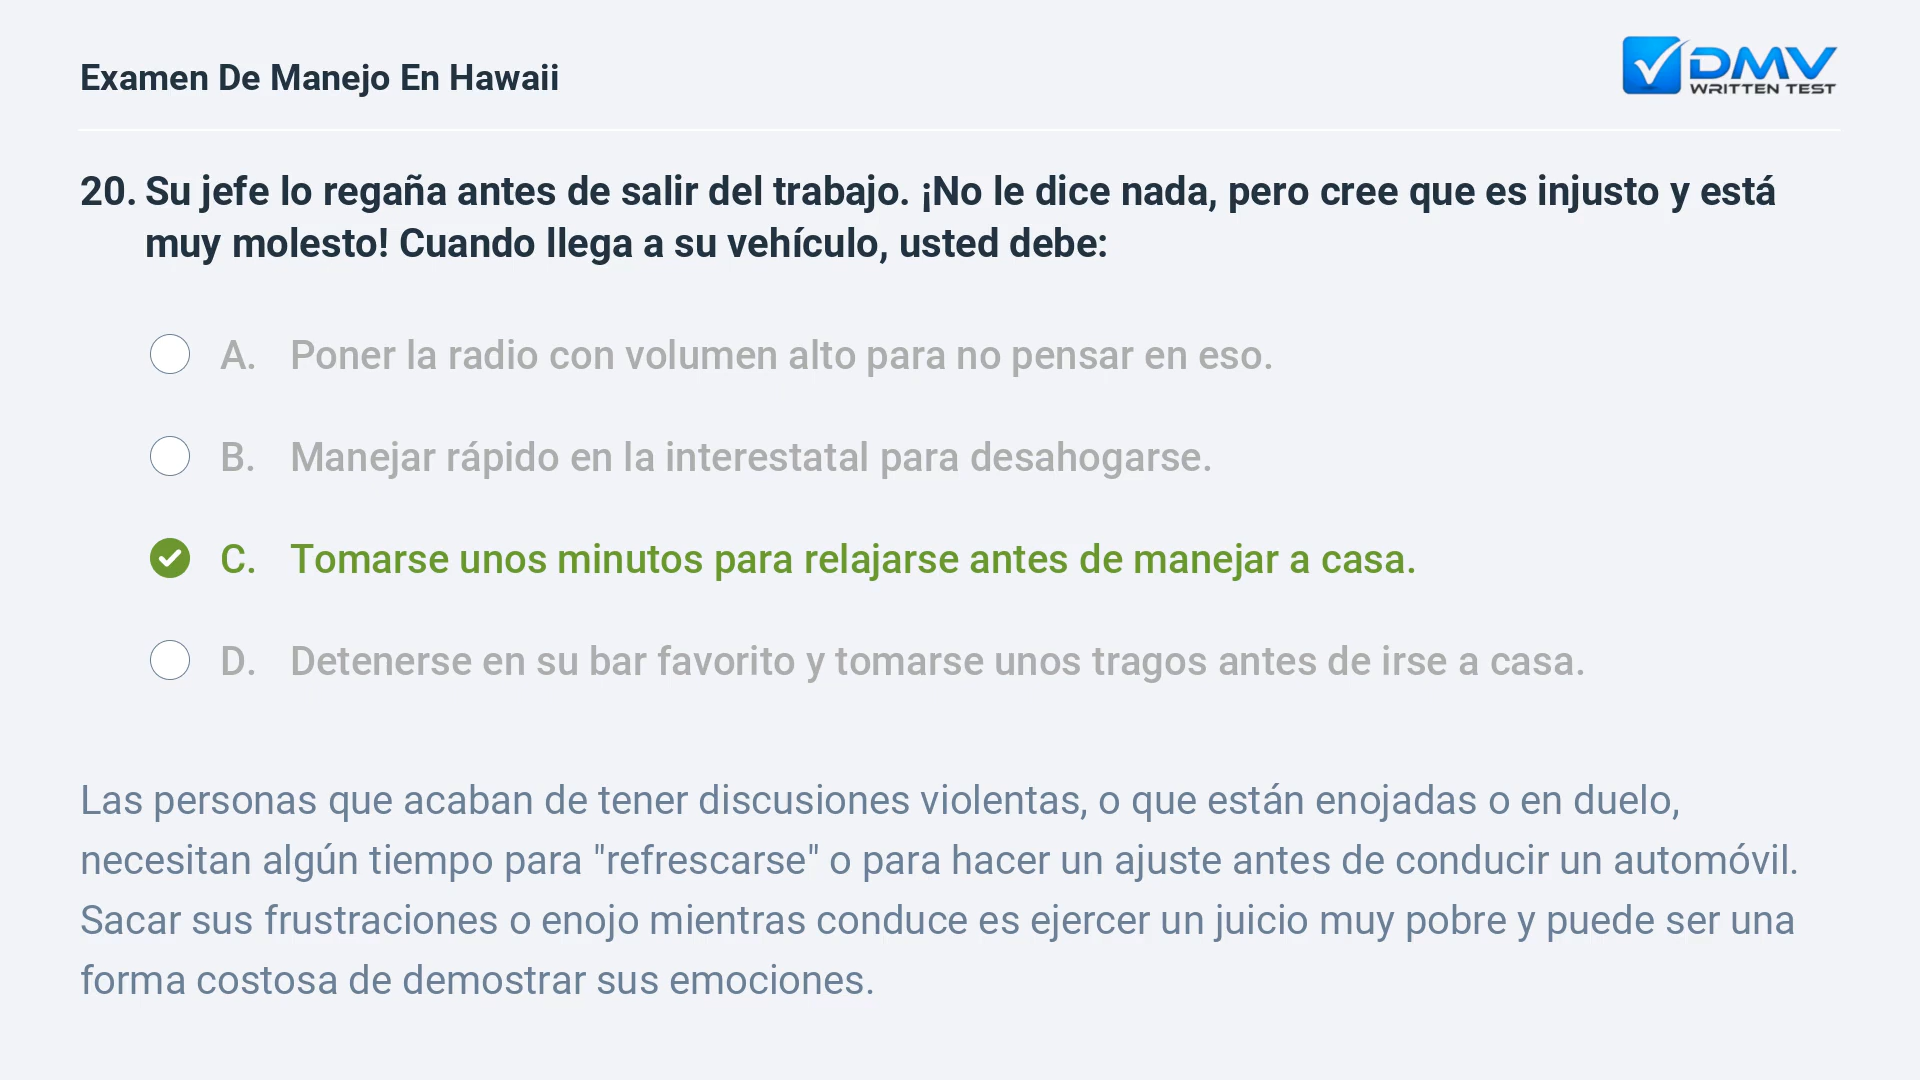 Examen De Manejo En Hawaii
DMV
WRITTEN TEST
20. Su jefe lo regaña antes de salir del trabajo. ¡No le dice nada, pero cree que es injusto y está
muy molesto! Cuando llega a su vehículo, usted debe:
A. Poner la radio con volumen alto para no pensar en eso.
B. Manejar rápido en la interestatal para desahogarse.
C. Tomarse unos minutos para relajarse antes de manejar a casa.
D. Detenerse en su bar favorito y tomarse unos tragos antes de irse a casa.
Las personas que acaban de tener discusiones violentas, o que están enojadas o en duelo,
necesitan algún tiempo para "refrescarse" o para hacer un ajuste antes de conducir un automóvil.
Sacar sus frustraciones o enojo mientras conduce es ejercer un juicio muy pobre y puede ser una
forma costosa de demostrar sus emociones.